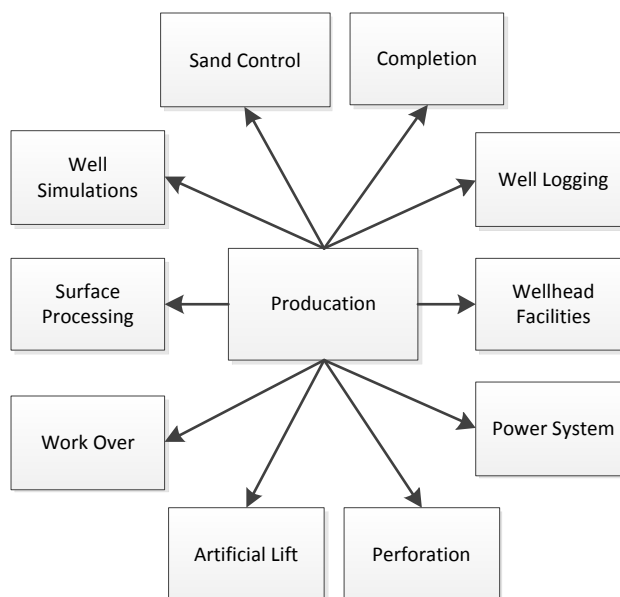 Sand Control
Completion
Well
Simulations
Well Logging
Surface
Processing
Producation
Wellhead
Facilities
Work Over
Power System
Artificial Lift
Perforation